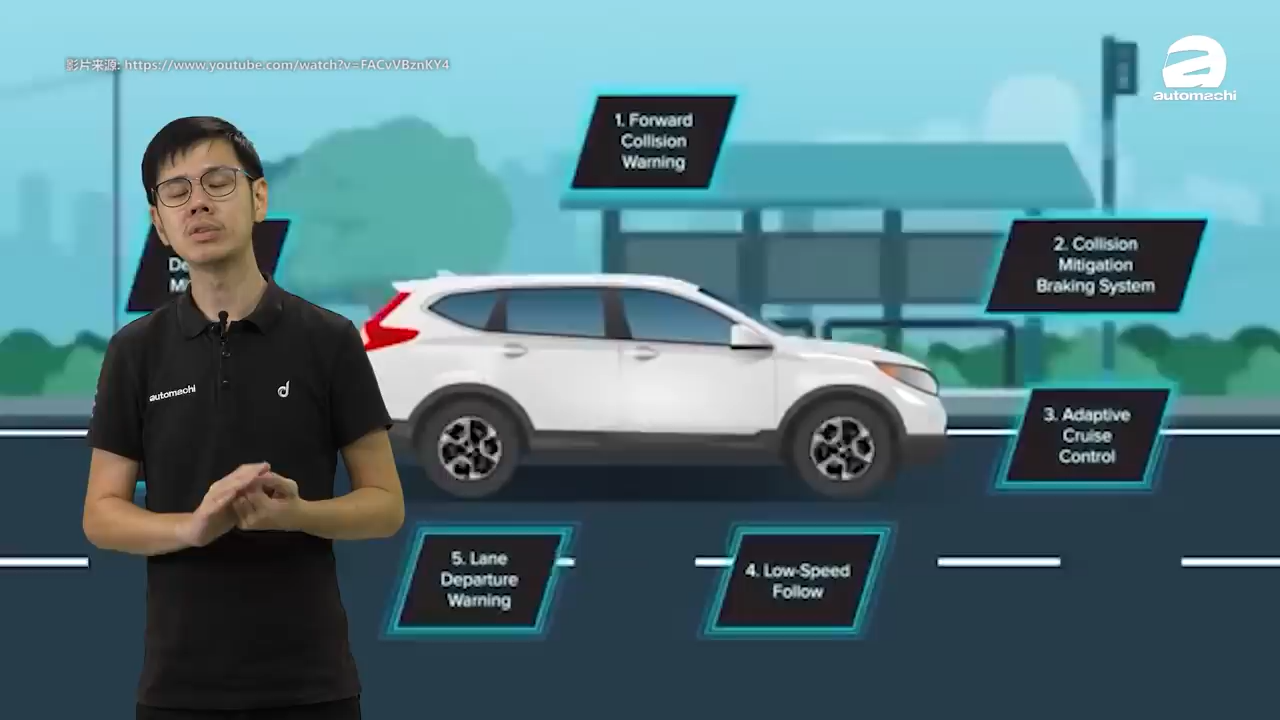 影片来源: https://www.youtube.com/watch?v=FACvVBznKY4
automachi
1. Forward
Collision
Warning
2. Collision
Mitigation
Braking System
3. Adaptive
Cruise
Control
4. Low-Speed
Follow
5. Lane
Departure
Warning
automachi